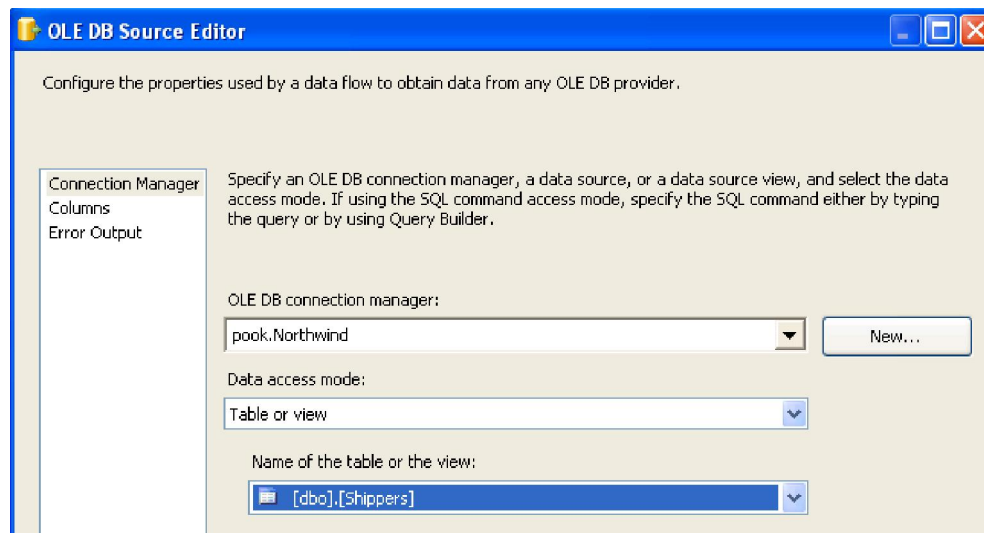 OLE DB Source Editor
Configure the properties used by a data flow to obtain data from any OLE DB provider.
Connection Manager
Columns
Error Output
Specify an OLE DB connection manager, a data source, or a data source view, and select the data
access mode. If using the SQL command access mode, specify the SQL command either by typing
the query or by using Query Builder.
OLE DB connection manager:
pook.Northwind
New...
Data access mode:
Table or view
Name of the table or the view:
[dbo].[Shippers]